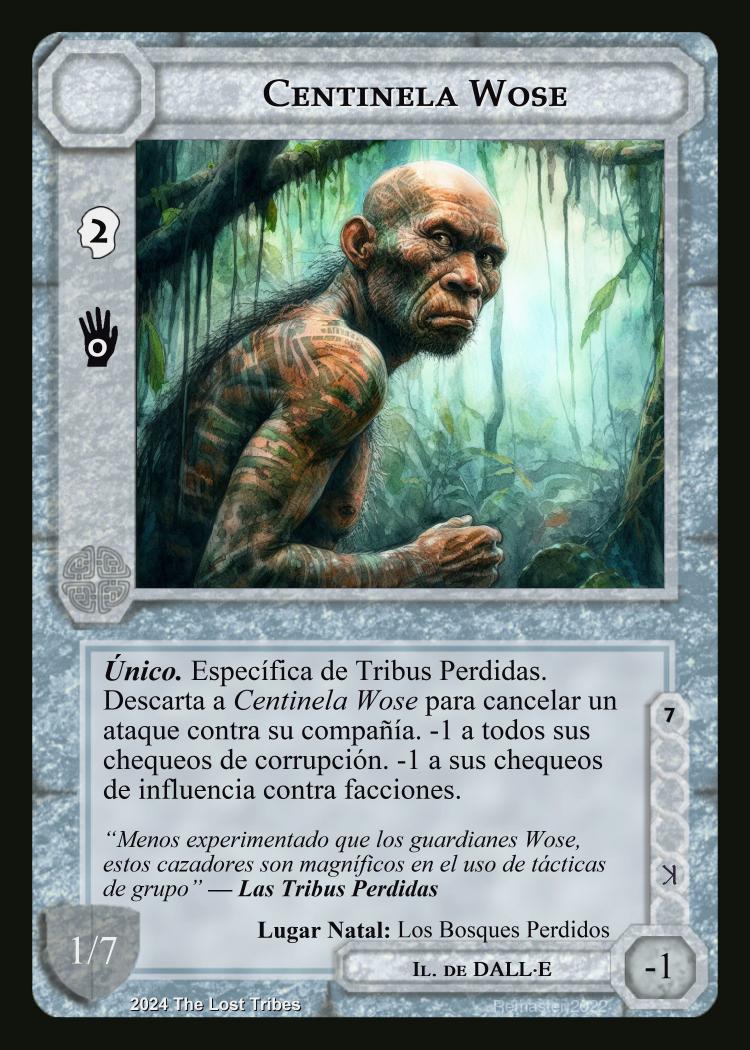 Centinela Wose
2
0
Único. Específica de Tribus Perdidas.
Descarta a Centinela Wose para cancelar un
ataque contra su compañía. -1 a todos sus
chequeos de corrupción. -1 a sus chequeos
de influencia contra facciones.
7
“Menos experimentado que los guardianes Wose,
estos cazadores son magníficos en el uso de tácticas
de grupo” — Las Tribus Perdidas
Lugar Natal: Los Bosques Perdidos
1/7
Il. de DALL·E
-1
2024 The Lost Tribes
Remaster 2022